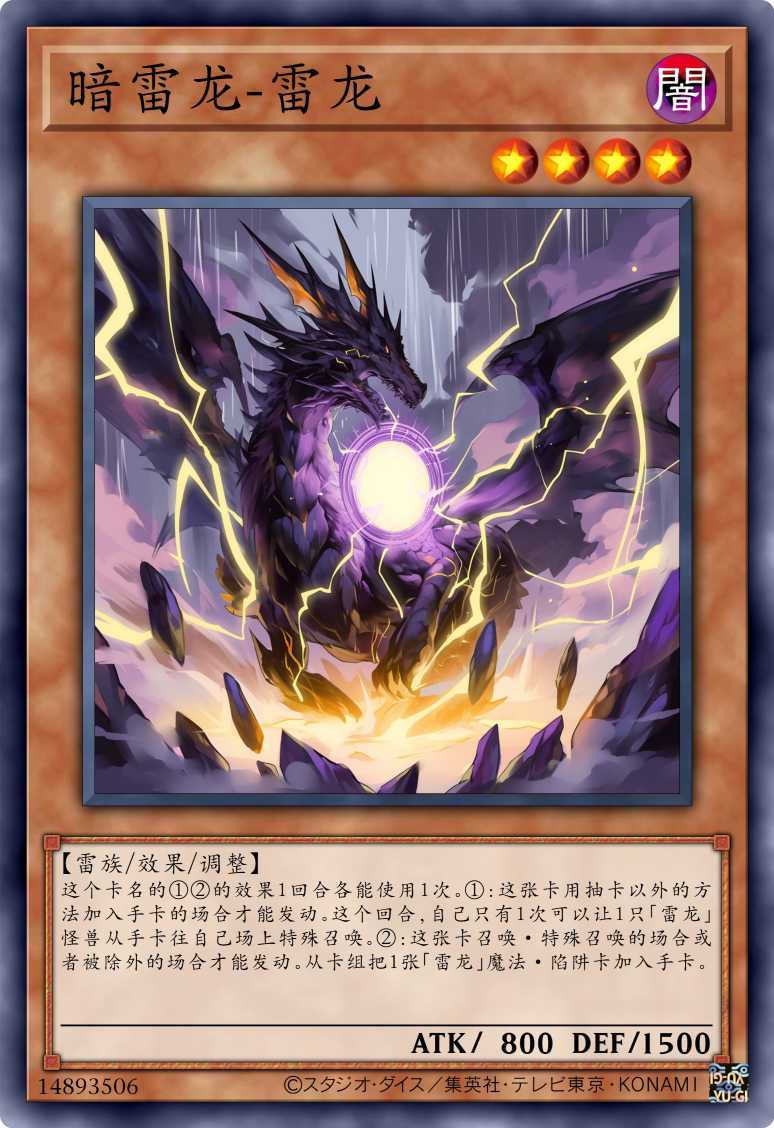 暗雷龙-雷龙
闇
【雷族/效果/调整】
这个卡名的①②的效果1回合各能使用1次。①:这张卡用抽卡以外的方
法加入手卡的场合才能发动。这个回合,自己只有1次可以让1只「雷龙」
怪兽从手卡往自己场上特殊召唤。②:这张卡召唤・特殊召唤的场合或
者被除外的场合才能发动。从卡组把1张「雷龙」魔法・陷阱卡加入手卡。
ATK/ 800 DEF/1500
14893506 ©スタジオ・ダイス/集英社・テレビ東京・KONAMI
YU-GI